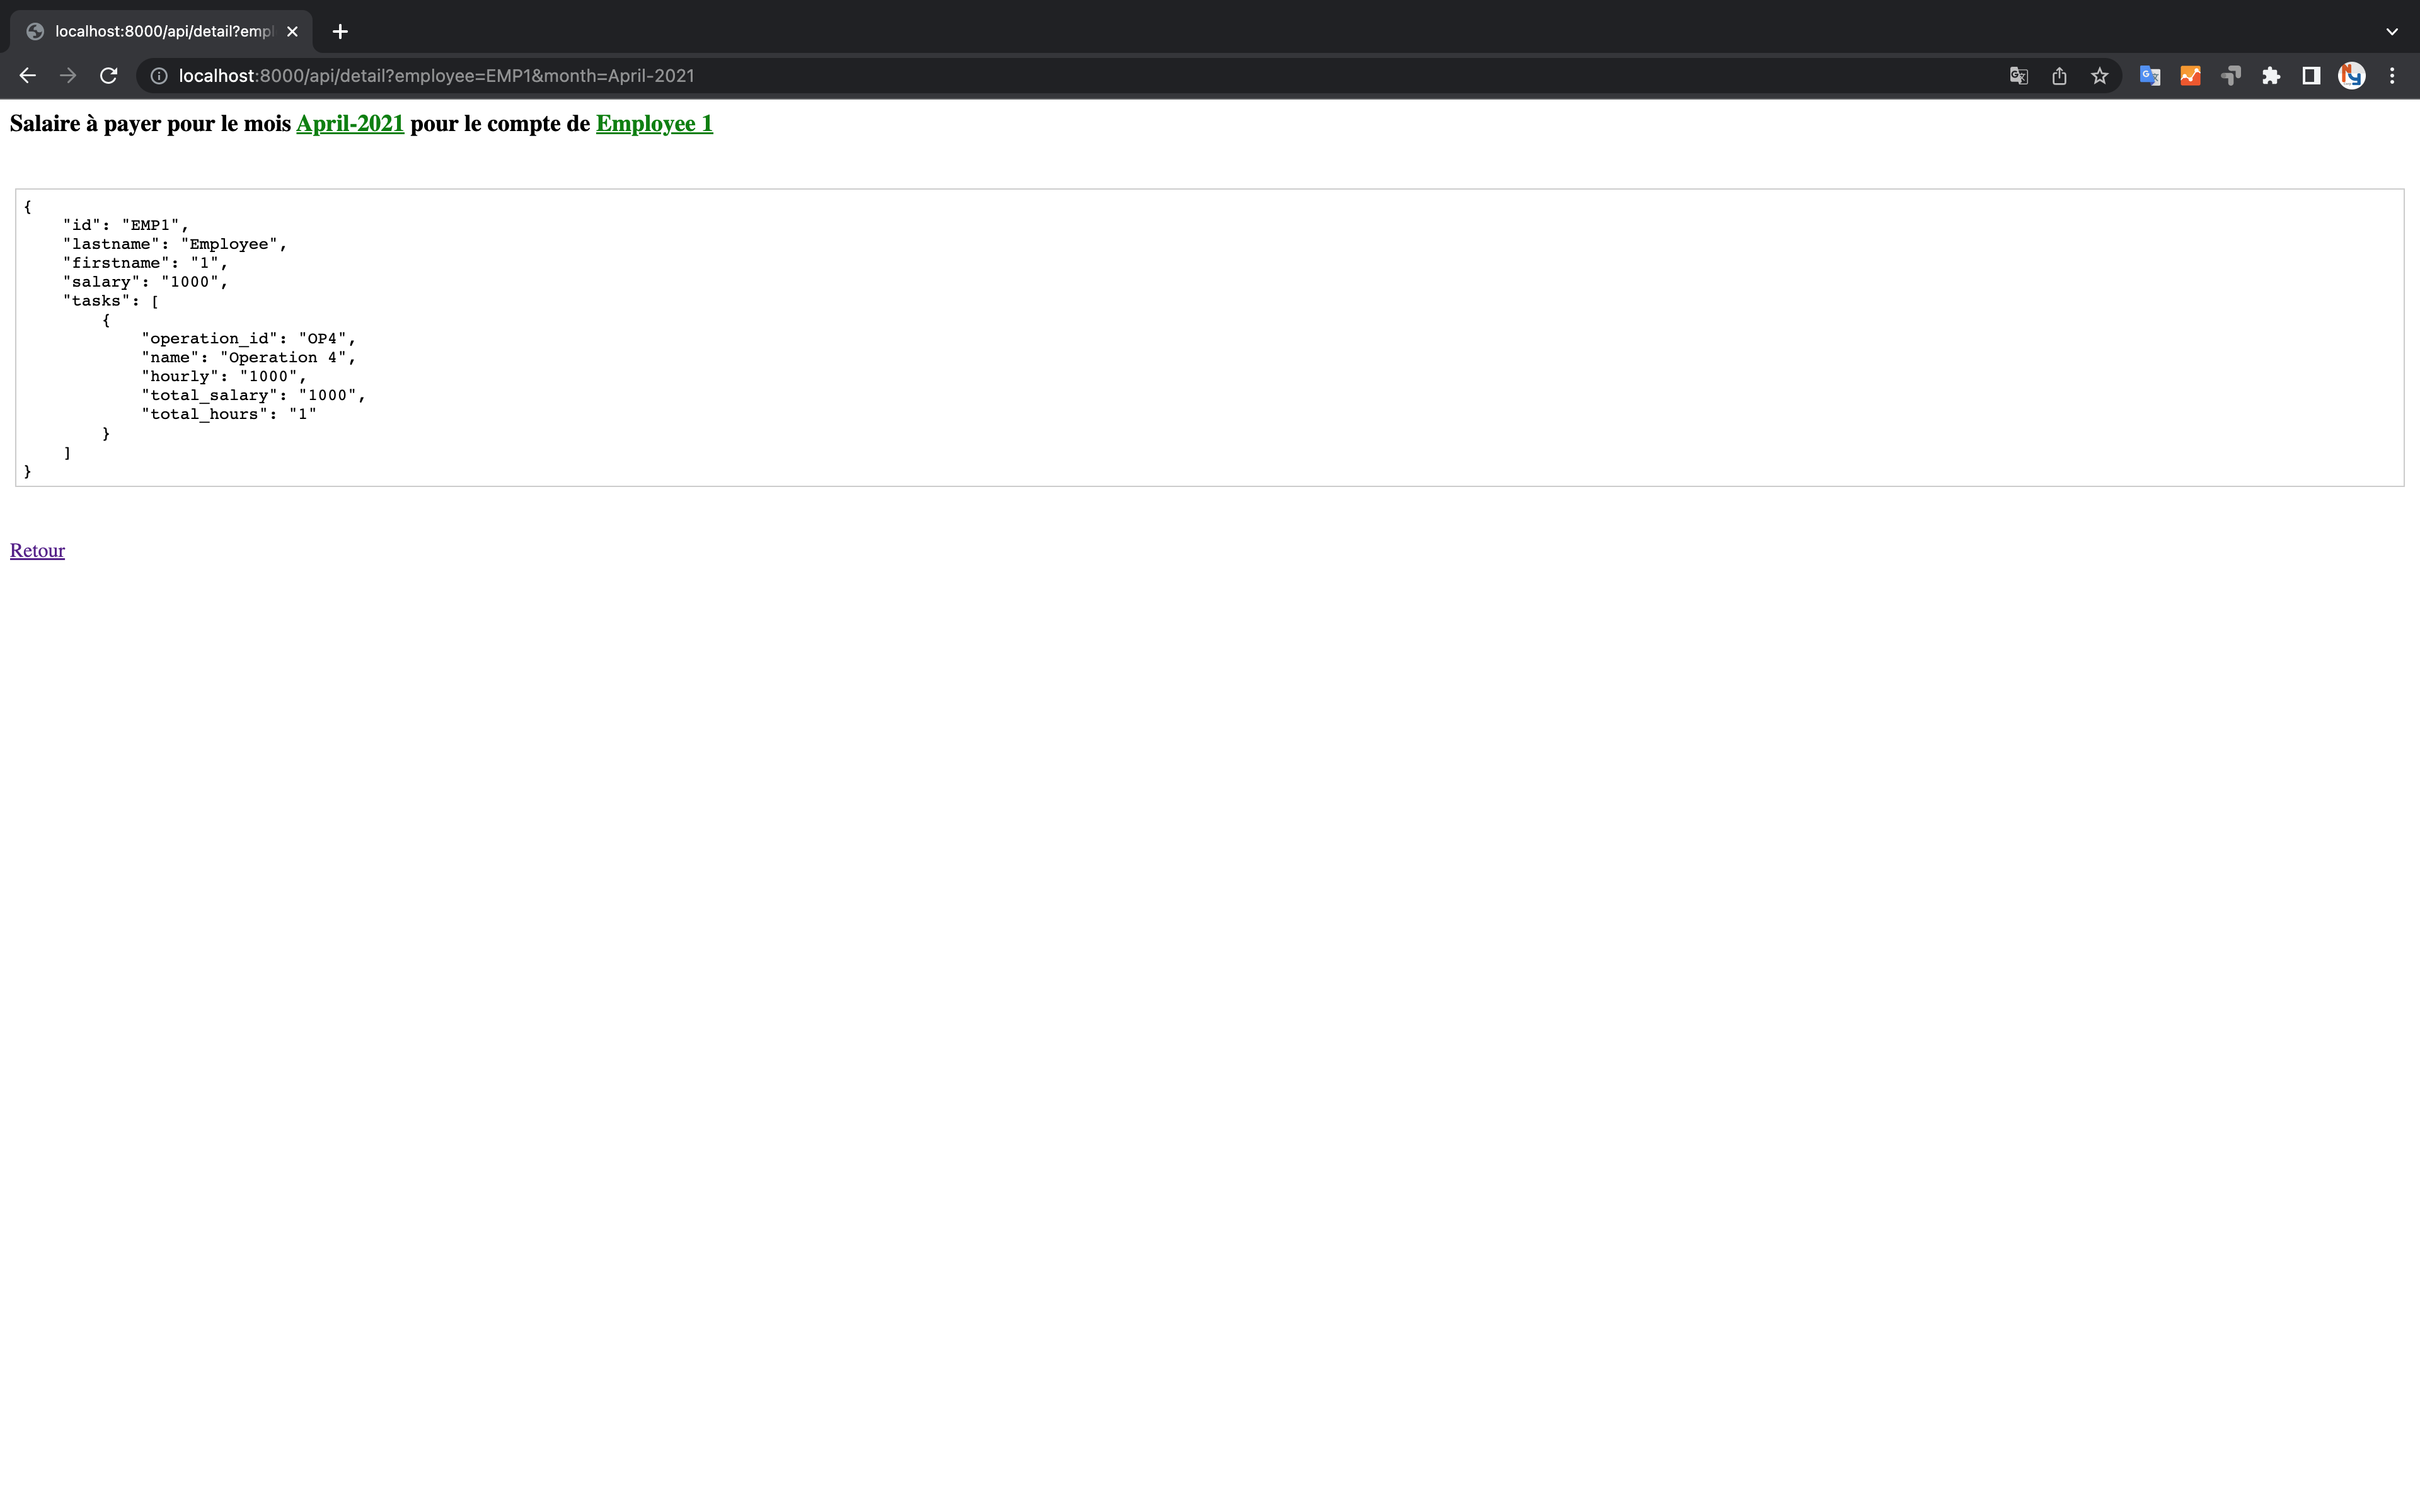 localhost:8000/api/detail?empl
localhost:8000/api/detail?employee=EMP1&month=April-2021
Salaire à payer pour le mois April-2021 pour le compte de Employee 1
{
    "id": "EMP1",
    "lastname": "Employee",
    "firstname": "1",
    "salary": "1000",
    "tasks": [
        {
            "operation_id": "OP4",
            "name": "Operation 4",
            "hourly": "1000",
            "total_salary": "1000",
            "total_hours": "1"
        }
    ]
}
Retour